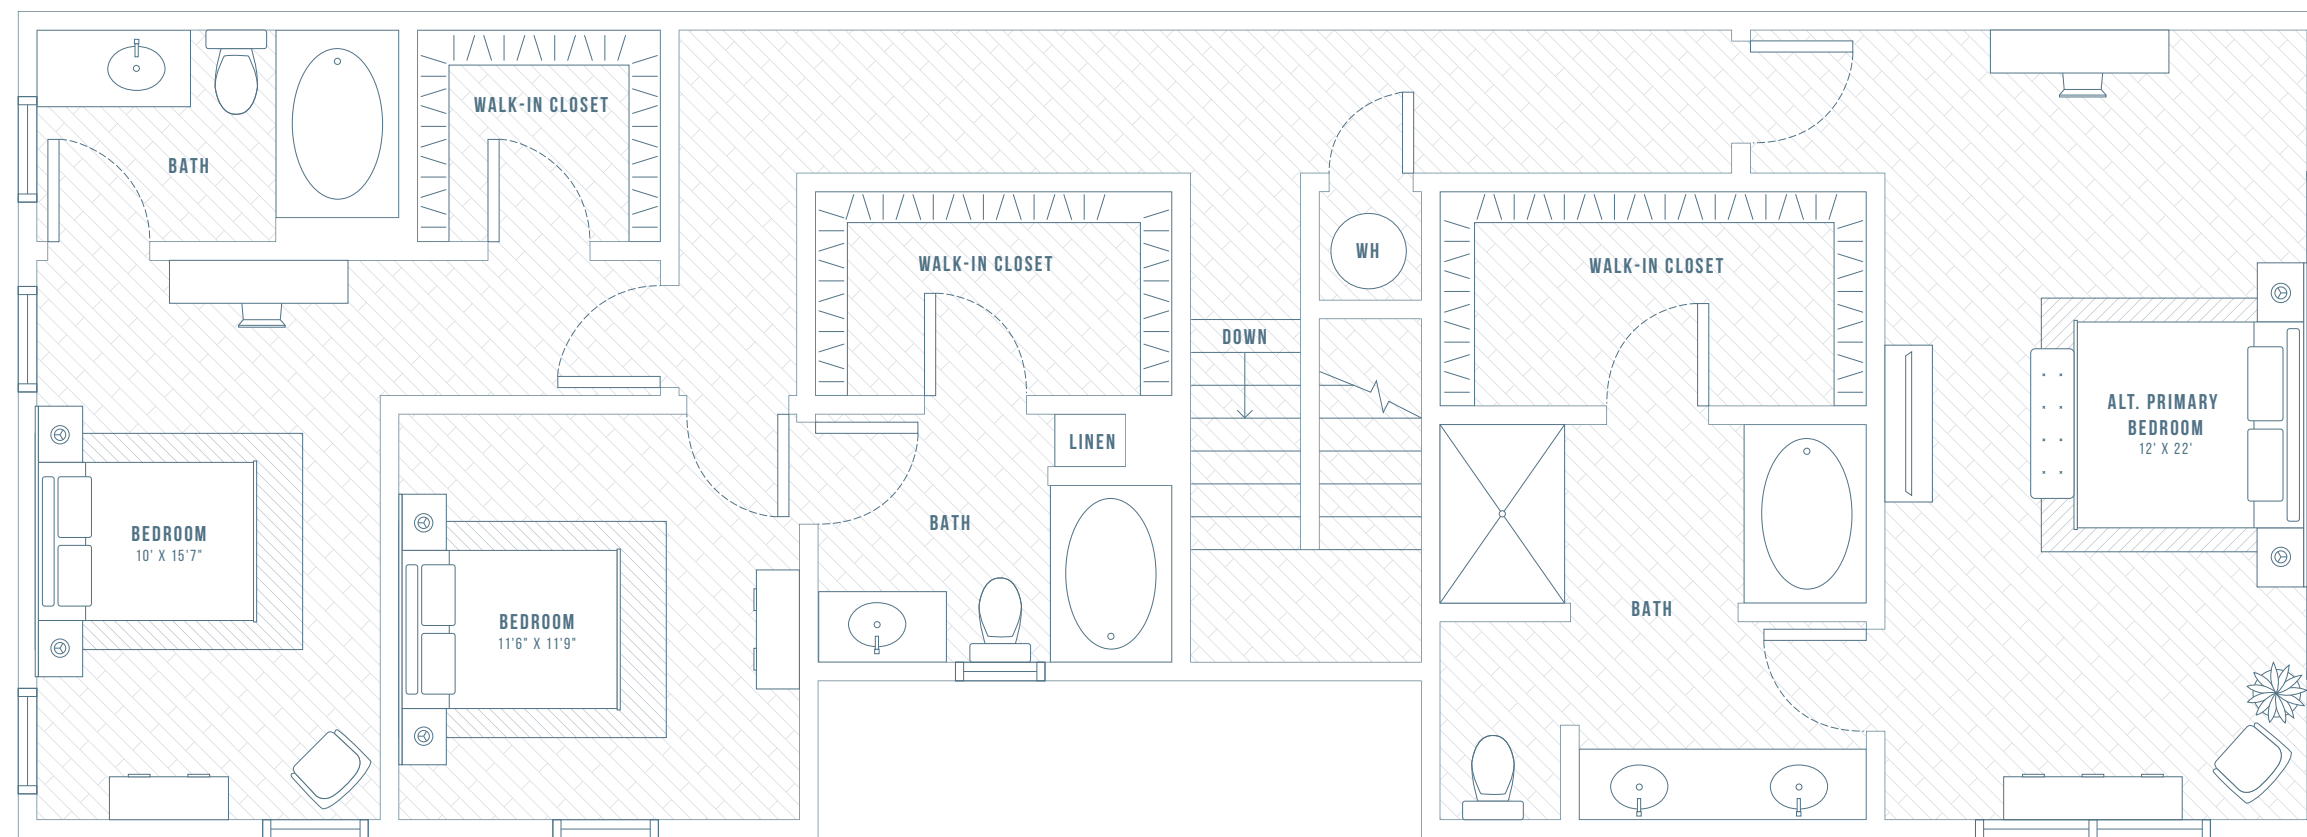 WALK-IN CLOSET
BATH
WALK-IN CLOSET
WH
WALK-IN CLOSET
DOWN
LINEN
ALT. PRIMARY
BEDROOM
12' X 22'
BEDROOM
10' X 15'7"
BATH
BEDROOM
11'6" X 11'9"
BATH